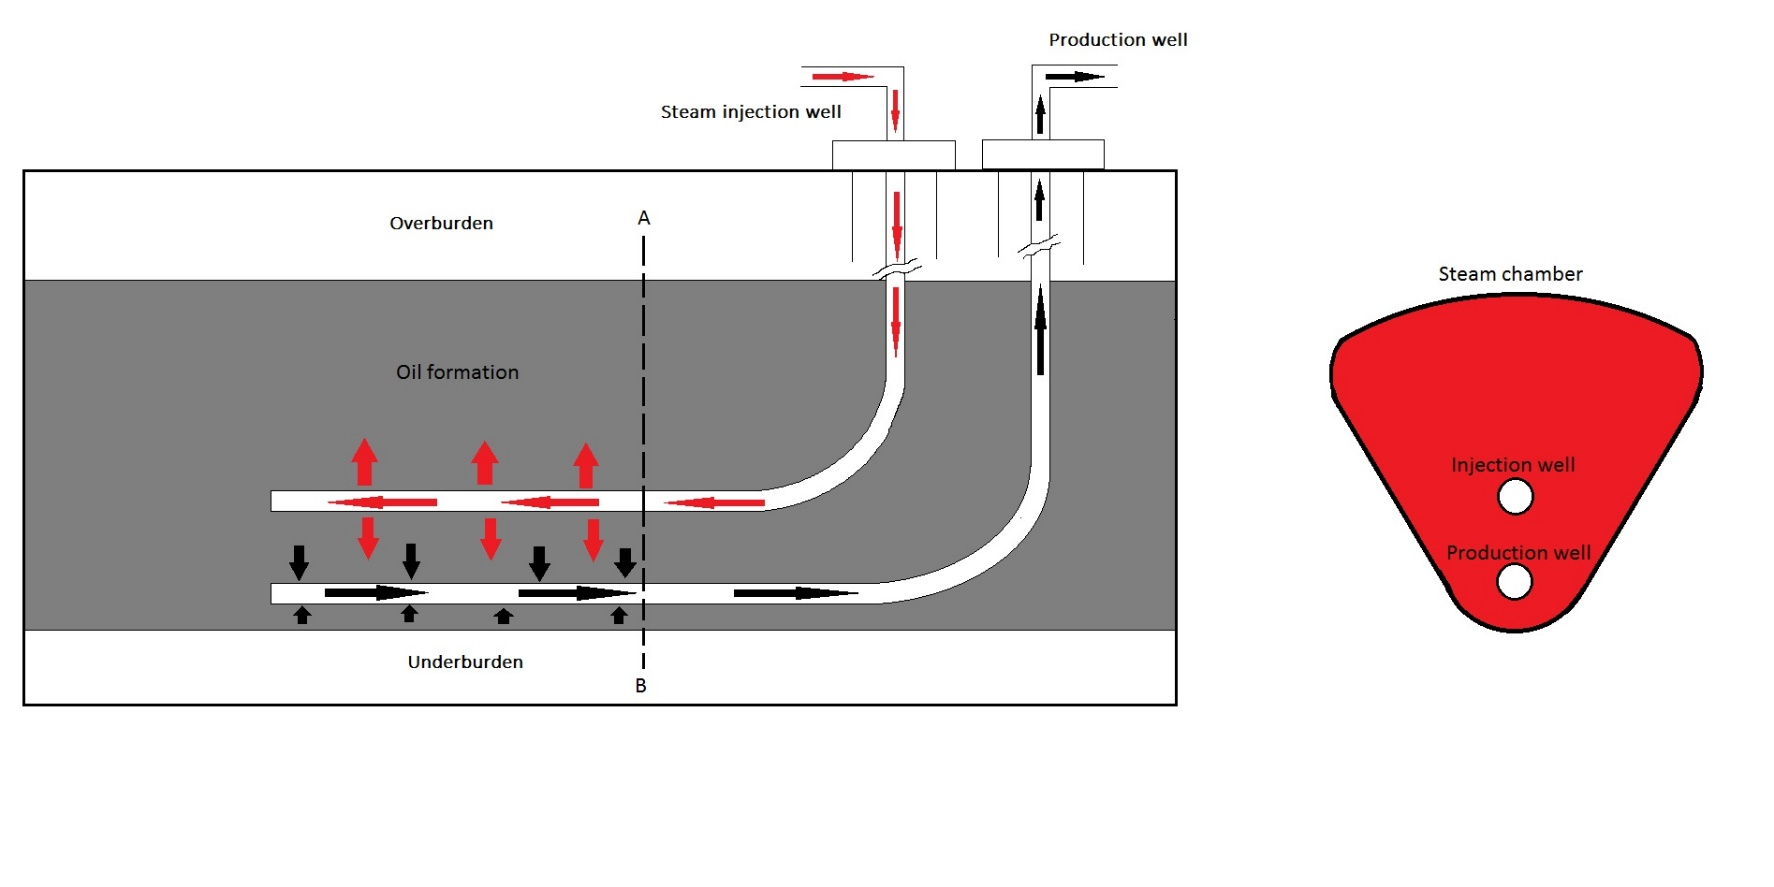 Production well
Steam injection well
Overburden
A
Oil formation
Underburden
B
Steam chamber
Injection well
Production well